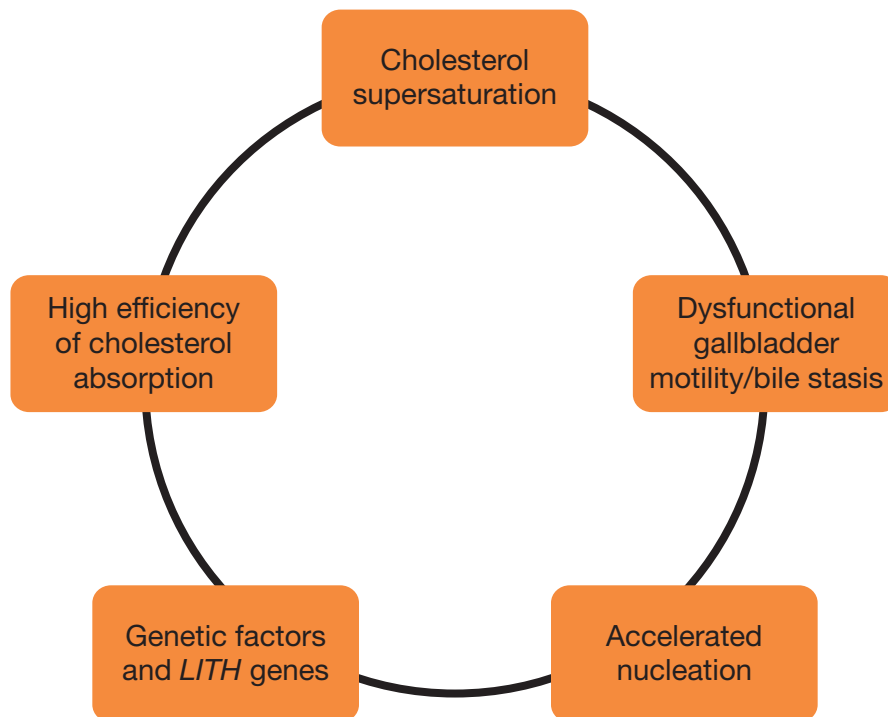 Cholesterol
supersaturation
High efficiency
of cholesterol
absorption
Dysfunctional
gallbladder
motility/bile stasis
Genetic factors
and LITH genes
Accelerated
nucleation